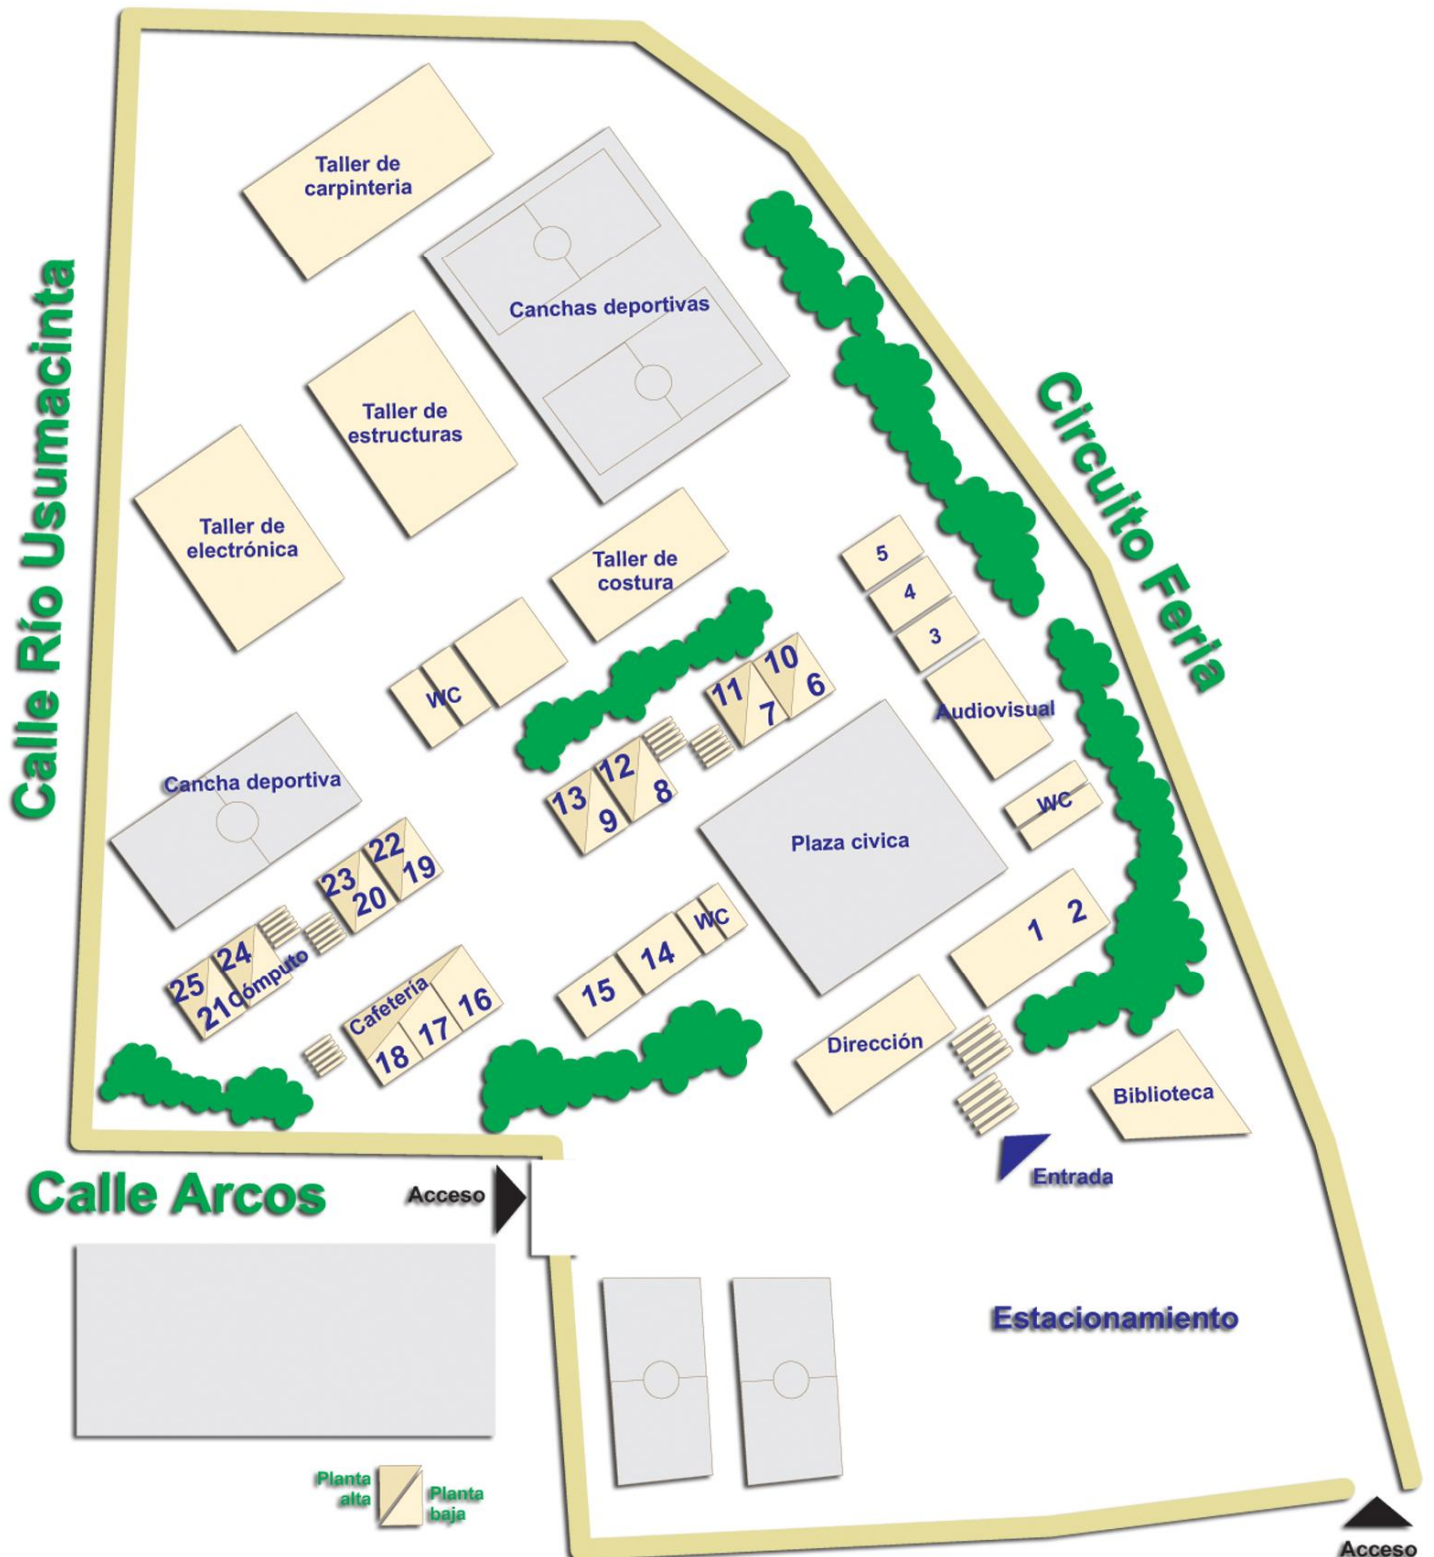 Taller de
carpinteria
Canchas deportivas
Calle Río Usumacinta
Taller de
estructuras
Circuito Feria
Taller de
electrónica
Taller de
costura
5
4
3
WC
10
11
6
7
Audiovisual
Cancha deportiva
12
13
8
9
WC
Plaza civica
22
23
19
20
WC
1 2
14
15
24
25
Cómputo
21
Cafetería
16
17
18
Dirección
Biblioteca
Entrada
Calle Arcos
Acceso
Estacionamiento
Planta
alta
Planta
baja
Acceso